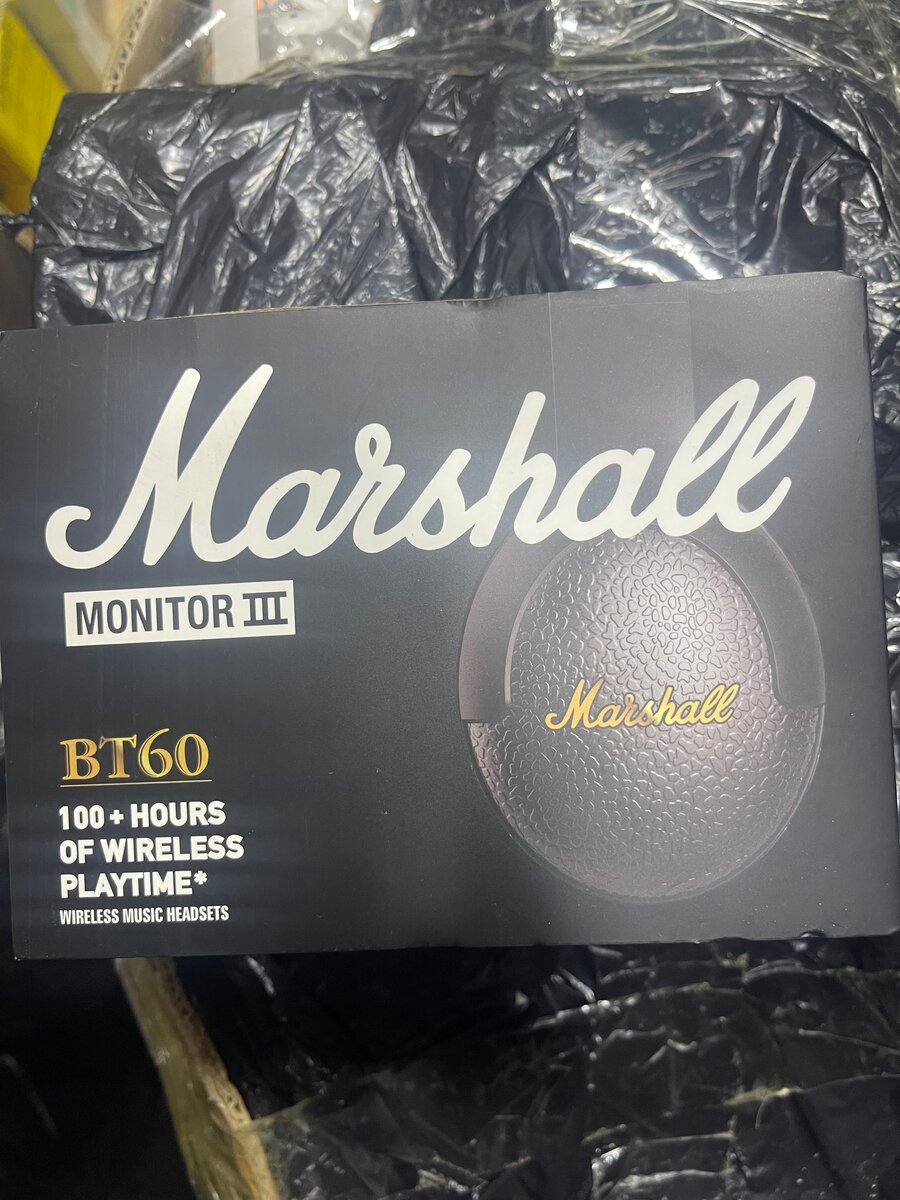 Marshall
MONITOR III
Marshall
BT60
100+ HOURS
OF WIRELESS
PLAYTIME*
WIRELESS MUSIC HEADSETS